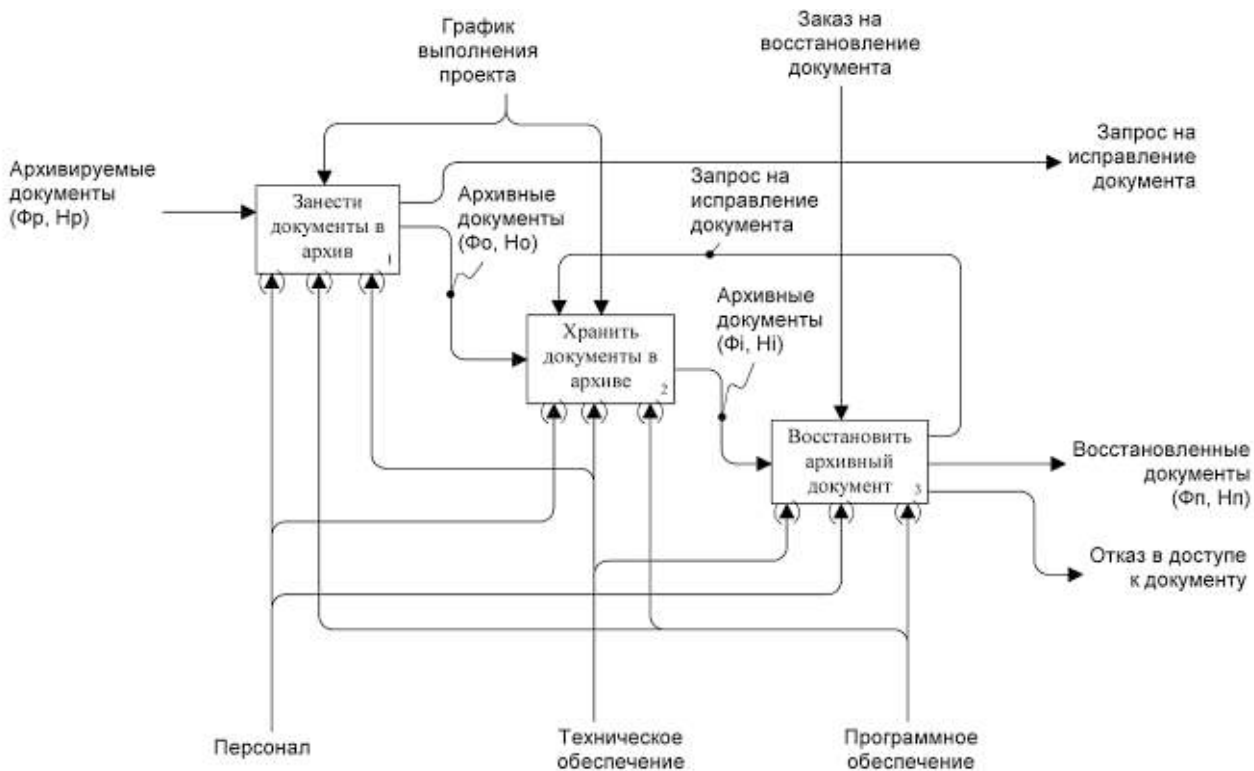 График
выполнения
проекта
Заказ на
восстановление
документа
Запрос на
исправление
документа
Архивируемые
документы
(Фр, Нр)
Занести
документы в
архив
1
Архивные
документы
(Фо, Но)
Запрос на
исправление
документа
Хранить
документы в
архиве
2
Архивные
документы
(Фi, Нi)
Восстановить
архивный
документ
3
Восстановленные
документы
(Фп, Нп)
Отказ в доступе
к документу
Персонал
Техническое
обеспечение
Программное
обеспечение